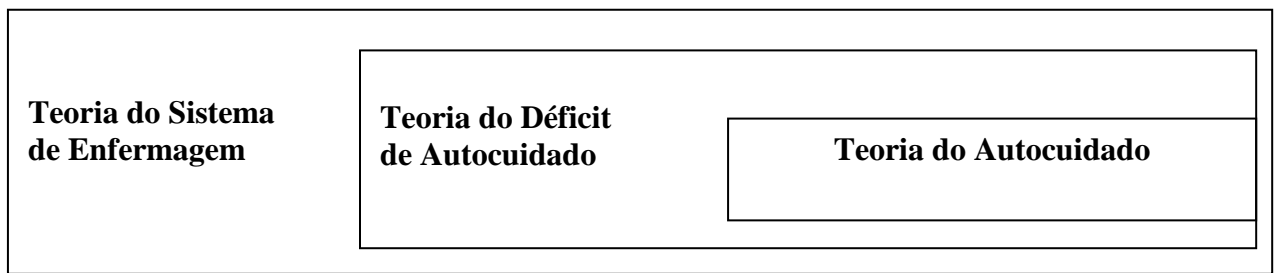 Teoria do Sistema
de Enfermagem
Teoria do Déficit
de Autocuidado
Teoria do Autocuidado